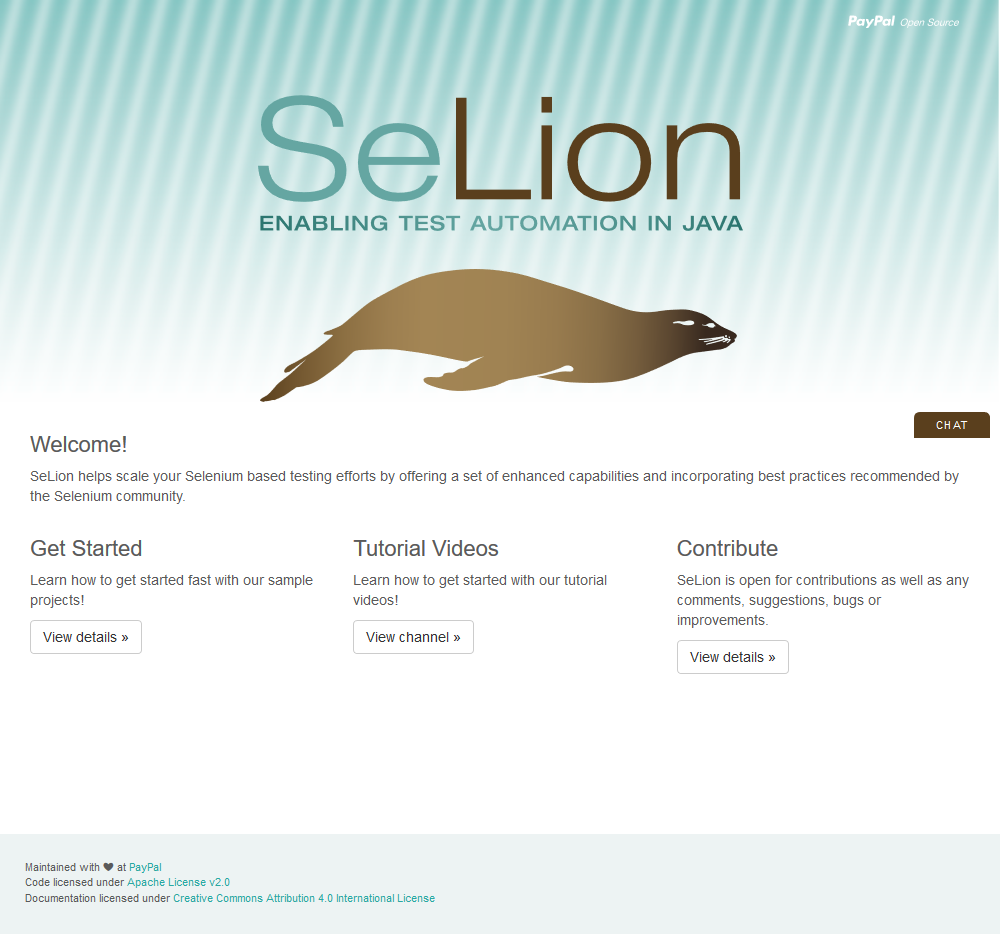 PayPal Open Source
SeLion
ENABLING TEST AUTOMATION IN JAVA
CHAT
Welcome!
SeLion helps scale your Selenium based testing efforts by offering a set of enhanced capabilities and incorporating best practices recommended by
the Selenium community.
Get Started
Learn how to get started fast with our sample
projects!
View details »
Tutorial Videos
Learn how to get started with our tutorial
videos!
View channel »
Contribute
SeLion is open for contributions as well as any
comments, suggestions, bugs or
improvements.
View details »
Maintained with ❤ at PayPal
Code licensed under Apache License v2.0
Documentation licensed under Creative Commons Attribution 4.0 International License